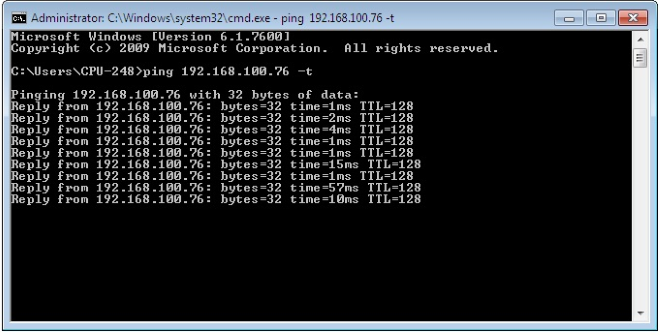 Administrator: C:\Windows\system32\cmd.exe - ping 192.168.100.76 -t
Microsoft Windows [Version 6.1.7600]
Copyright (c) 2009 Microsoft Corporation.  All rights reserved.
C:\Users\CPU-248>ping 192.168.100.76 -t
Pinging 192.168.100.76 with 32 bytes of data:
Reply from 192.168.100.76: bytes=32 time=1ms TTL=128
Reply from 192.168.100.76: bytes=32 time=2ms TTL=128
Reply from 192.168.100.76: bytes=32 time=4ms TTL=128
Reply from 192.168.100.76: bytes=32 time=1ms TTL=128
Reply from 192.168.100.76: bytes=32 time=1ms TTL=128
Reply from 192.168.100.76: bytes=32 time=15ms TTL=128
Reply from 192.168.100.76: bytes=32 time=1ms TTL=128
Reply from 192.168.100.76: bytes=32 time=57ms TTL=128
Reply from 192.168.100.76: bytes=32 time=10ms TTL=128